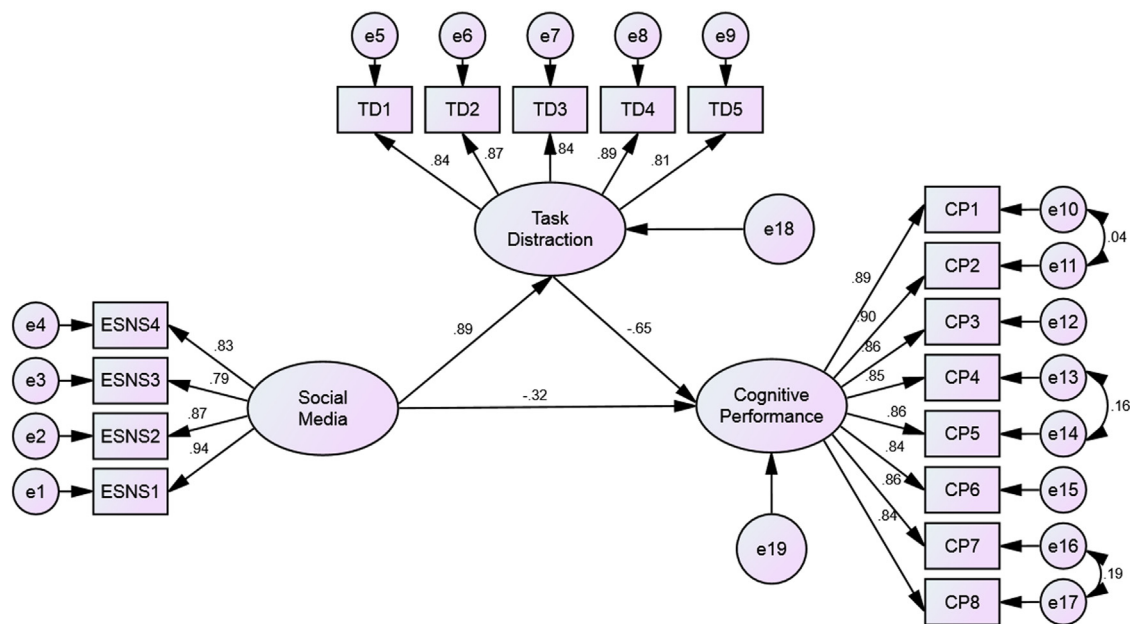 e5
e6
e7
e8
e9
TD1
TD2
TD3
TD4
TD5
.84
.87
.84
.89
.81
Task
Distraction
e18
CP1
e10
.04
CP2
e11
.89
.90
CP3
e12
.86
CP4
e13
.85
.16
CP5
e14
.86
CP6
e15
.84
CP7
e16
.86
.19
CP8
e17
.84
e4
ESNS4
.83
e3
ESNS3
.79
e2
ESNS2
.87
e1
ESNS1
.94
Social
Media
.89
-.65
-.32
Cognitive
Performance
e19